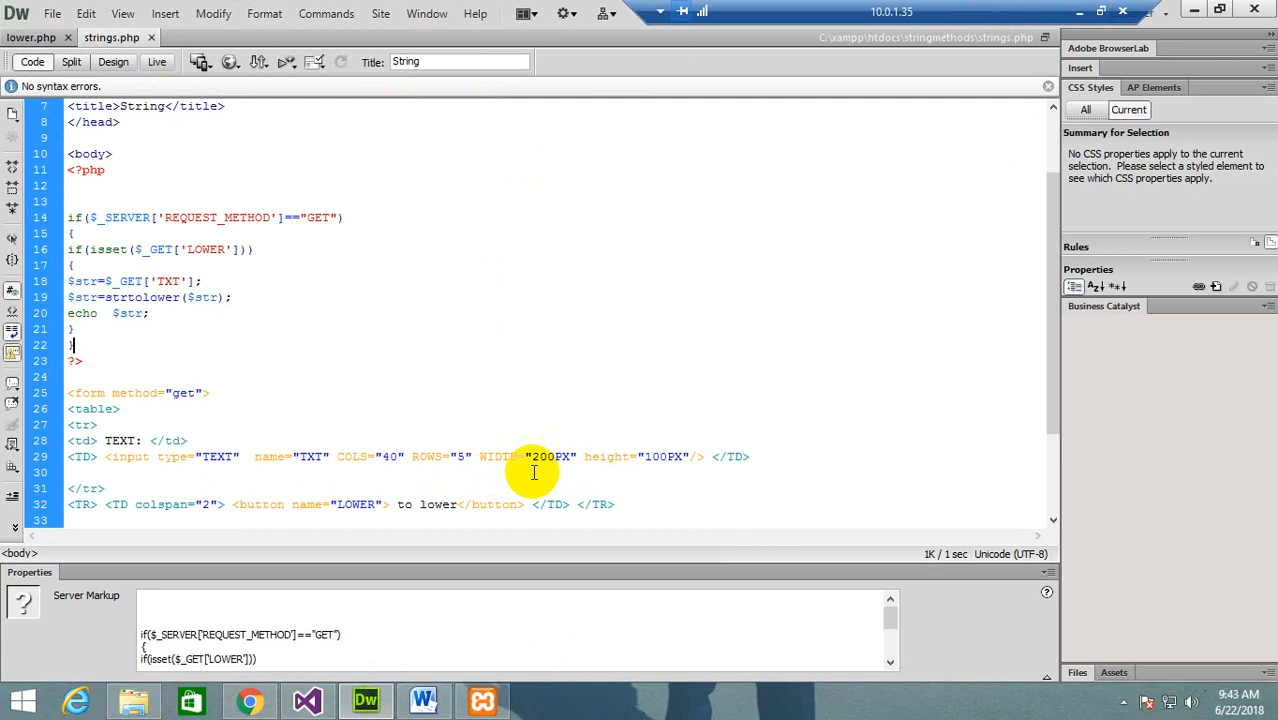 Dw File Edit View Insert Modify Format Commands Site Window Help
10.0.1.35
lower.php × strings.php × C:\xampp\htdocs\stringmethods\strings.php
Code Split Design Live Title: String
No syntax errors.
7 <title>String</title>
8 </head>
9
10 <body>
11 <?php
12
13
14 if($_SERVER['REQUEST_METHOD']=="GET")
15 {
16 if(isset($_GET['LOWER']))
17 {
18 $str=$_GET['TXT'];
19 $str=strtolower($str);
20 echo  $str;
21 }
22 }
23 ?>
24
25 <form method="get">
26 <table>
27 <tr>
28 <td> TEXT: </td>
29 <TD> <input type="TEXT"  name="TXT" COLS="40" ROWS="5" WIDTH="200PX" height="100PX"/> </TD>
30
31 </tr>
32 <TR> <TD colspan="2"> <button name="LOWER"> to lower</button> </TD> </TR>
33
<body> 1K / 1 sec Unicode (UTF-8)
Properties
Server Markup
if($_SERVER['REQUEST_METHOD']=="GET")
{
if(isset($_GET['LOWER']))
Adobe BrowserLab
Insert
CSS Styles AP Elements
All Current
Summary for Selection
No CSS properties apply to the current
selection. Please select a styled element
to see which CSS properties apply.
Rules
Properties
Business Catalyst
Files Assets
Dw
9:43 AM
6/22/2018